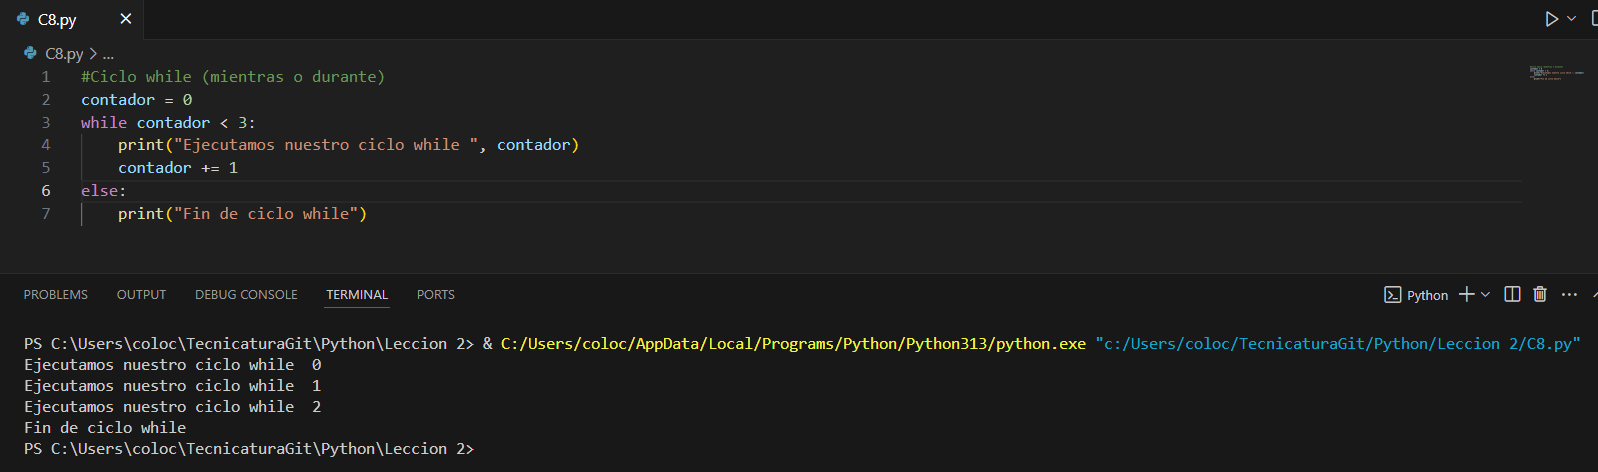 C8.py
C8.py > ...
1 #Ciclo while (mientras o durante)
2 contador = 0
3 while contador < 3:
4     print("Ejecutamos nuestro ciclo while ", contador)
5     contador += 1
6 else:
7     print("Fin de ciclo while")
PROBLEMS OUTPUT DEBUG CONSOLE TERMINAL PORTS Python
PS C:\Users\coloc\TecnicaturaGit\Python\Leccion 2> & C:/Users/coloc/AppData/Local/Programs/Python/Python313/python.exe "c:/Users/coloc/TecnicaturaGit/Python/Leccion 2/C8.py"
Ejecutamos nuestro ciclo while  0
Ejecutamos nuestro ciclo while  1
Ejecutamos nuestro ciclo while  2
Fin de ciclo while
PS C:\Users\coloc\TecnicaturaGit\Python\Leccion 2>